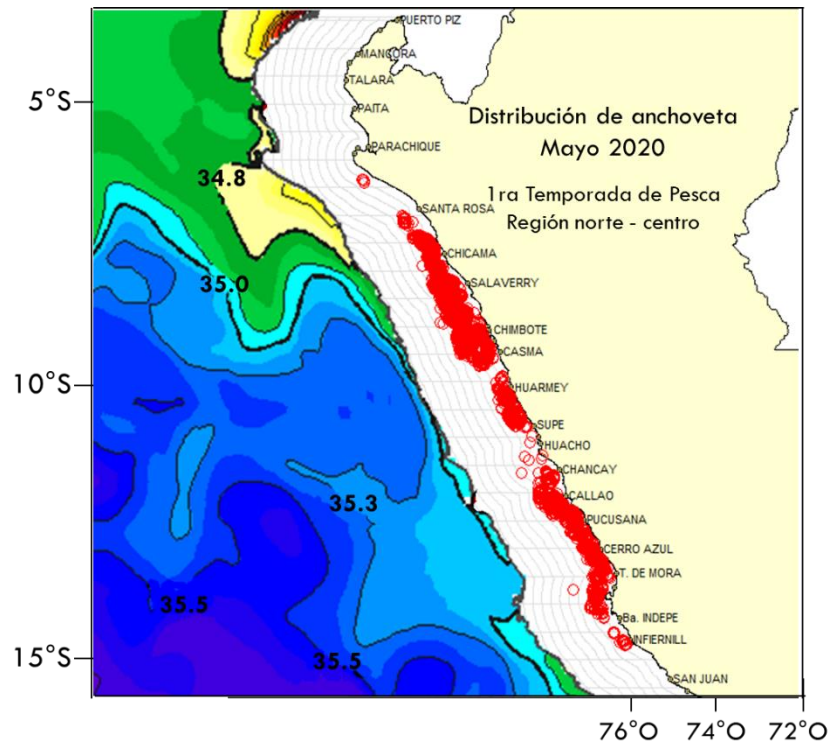 PUERTO PIZ
MANCORA
TALARA
5°S
PAITA
Distribución de anchoveta
Mayo 2020
PARACHIQUE
34.8
1ra Temporada de Pesca
Región norte - centro
SANTA ROSA
CHICAMA
35.0
SALAVERRY
CHIMBOTE
CASMA
10°S
HUARMEY
SUPE
HUACHO
CHANCAY
35.3
CALLAO
PUCUSANA
CERRO AZUL
T. DE MORA
35.5
Ba. INDEPE
INFIERNILL
15°S
35.5
SAN JUAN
76°O 74°O 72°O